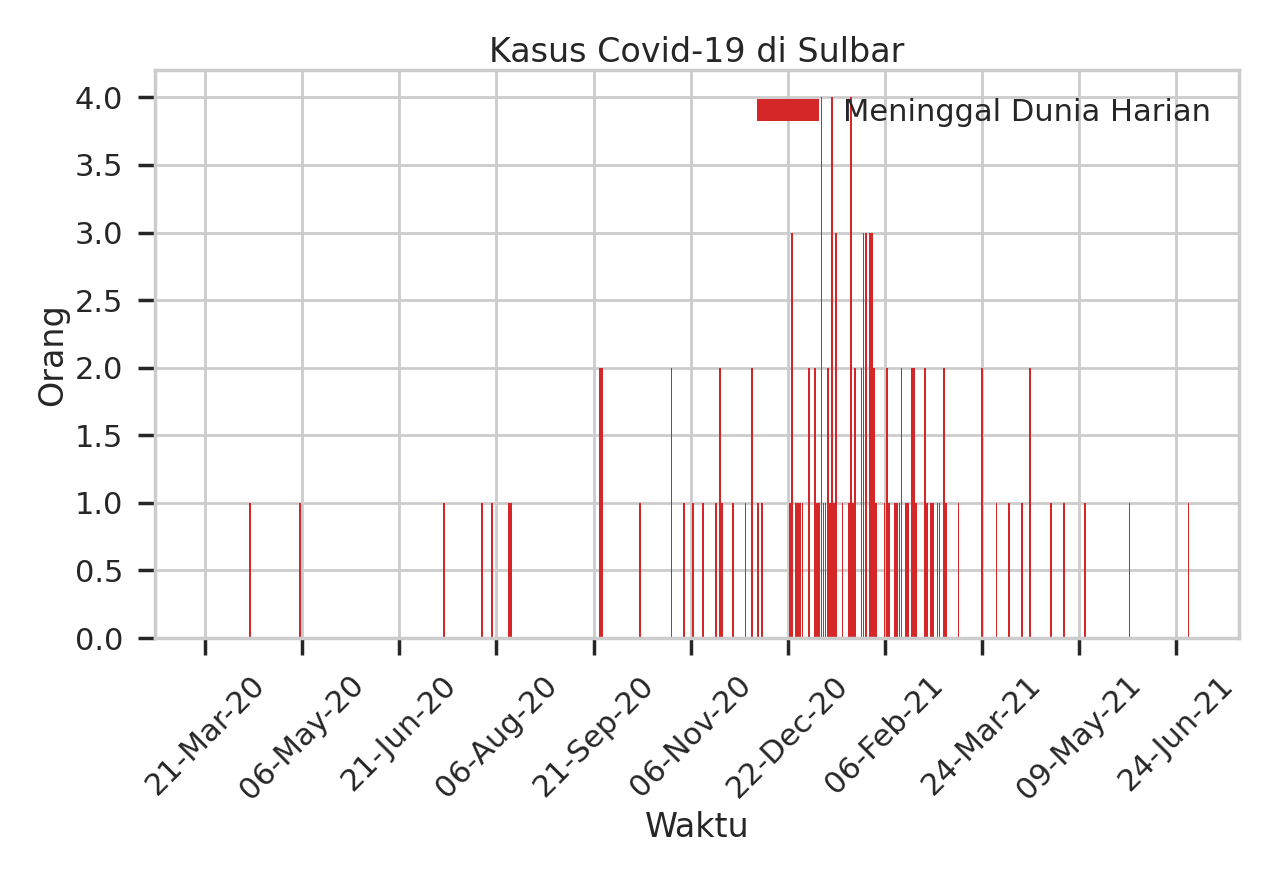 Kasus Covid-19 di Sulbar
Meninggal Dunia Harian
Orang
4.0
3.5
3.0
2.5
2.0
1.5
1.0
0.5
0.0
21-Mar-20
06-May-20
21-Jun-20
06-Aug-20
21-Sep-20
06-Nov-20
22-Dec-20
06-Feb-21
24-Mar-21
09-May-21
24-Jun-21
Waktu